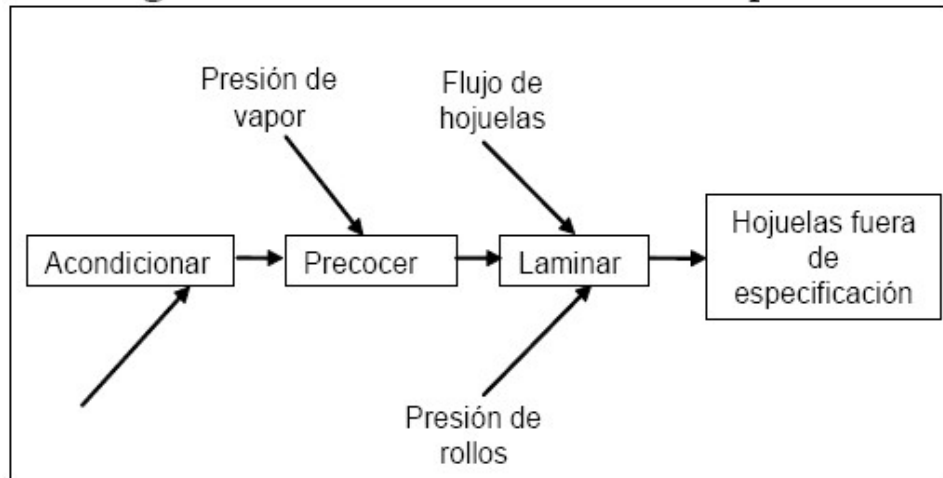 Presión de
vapor
Flujo de
hojuelas
Acondicionar
Precocer
Laminar
Hojuelas fuera
de
especificación
Presión de
rollos